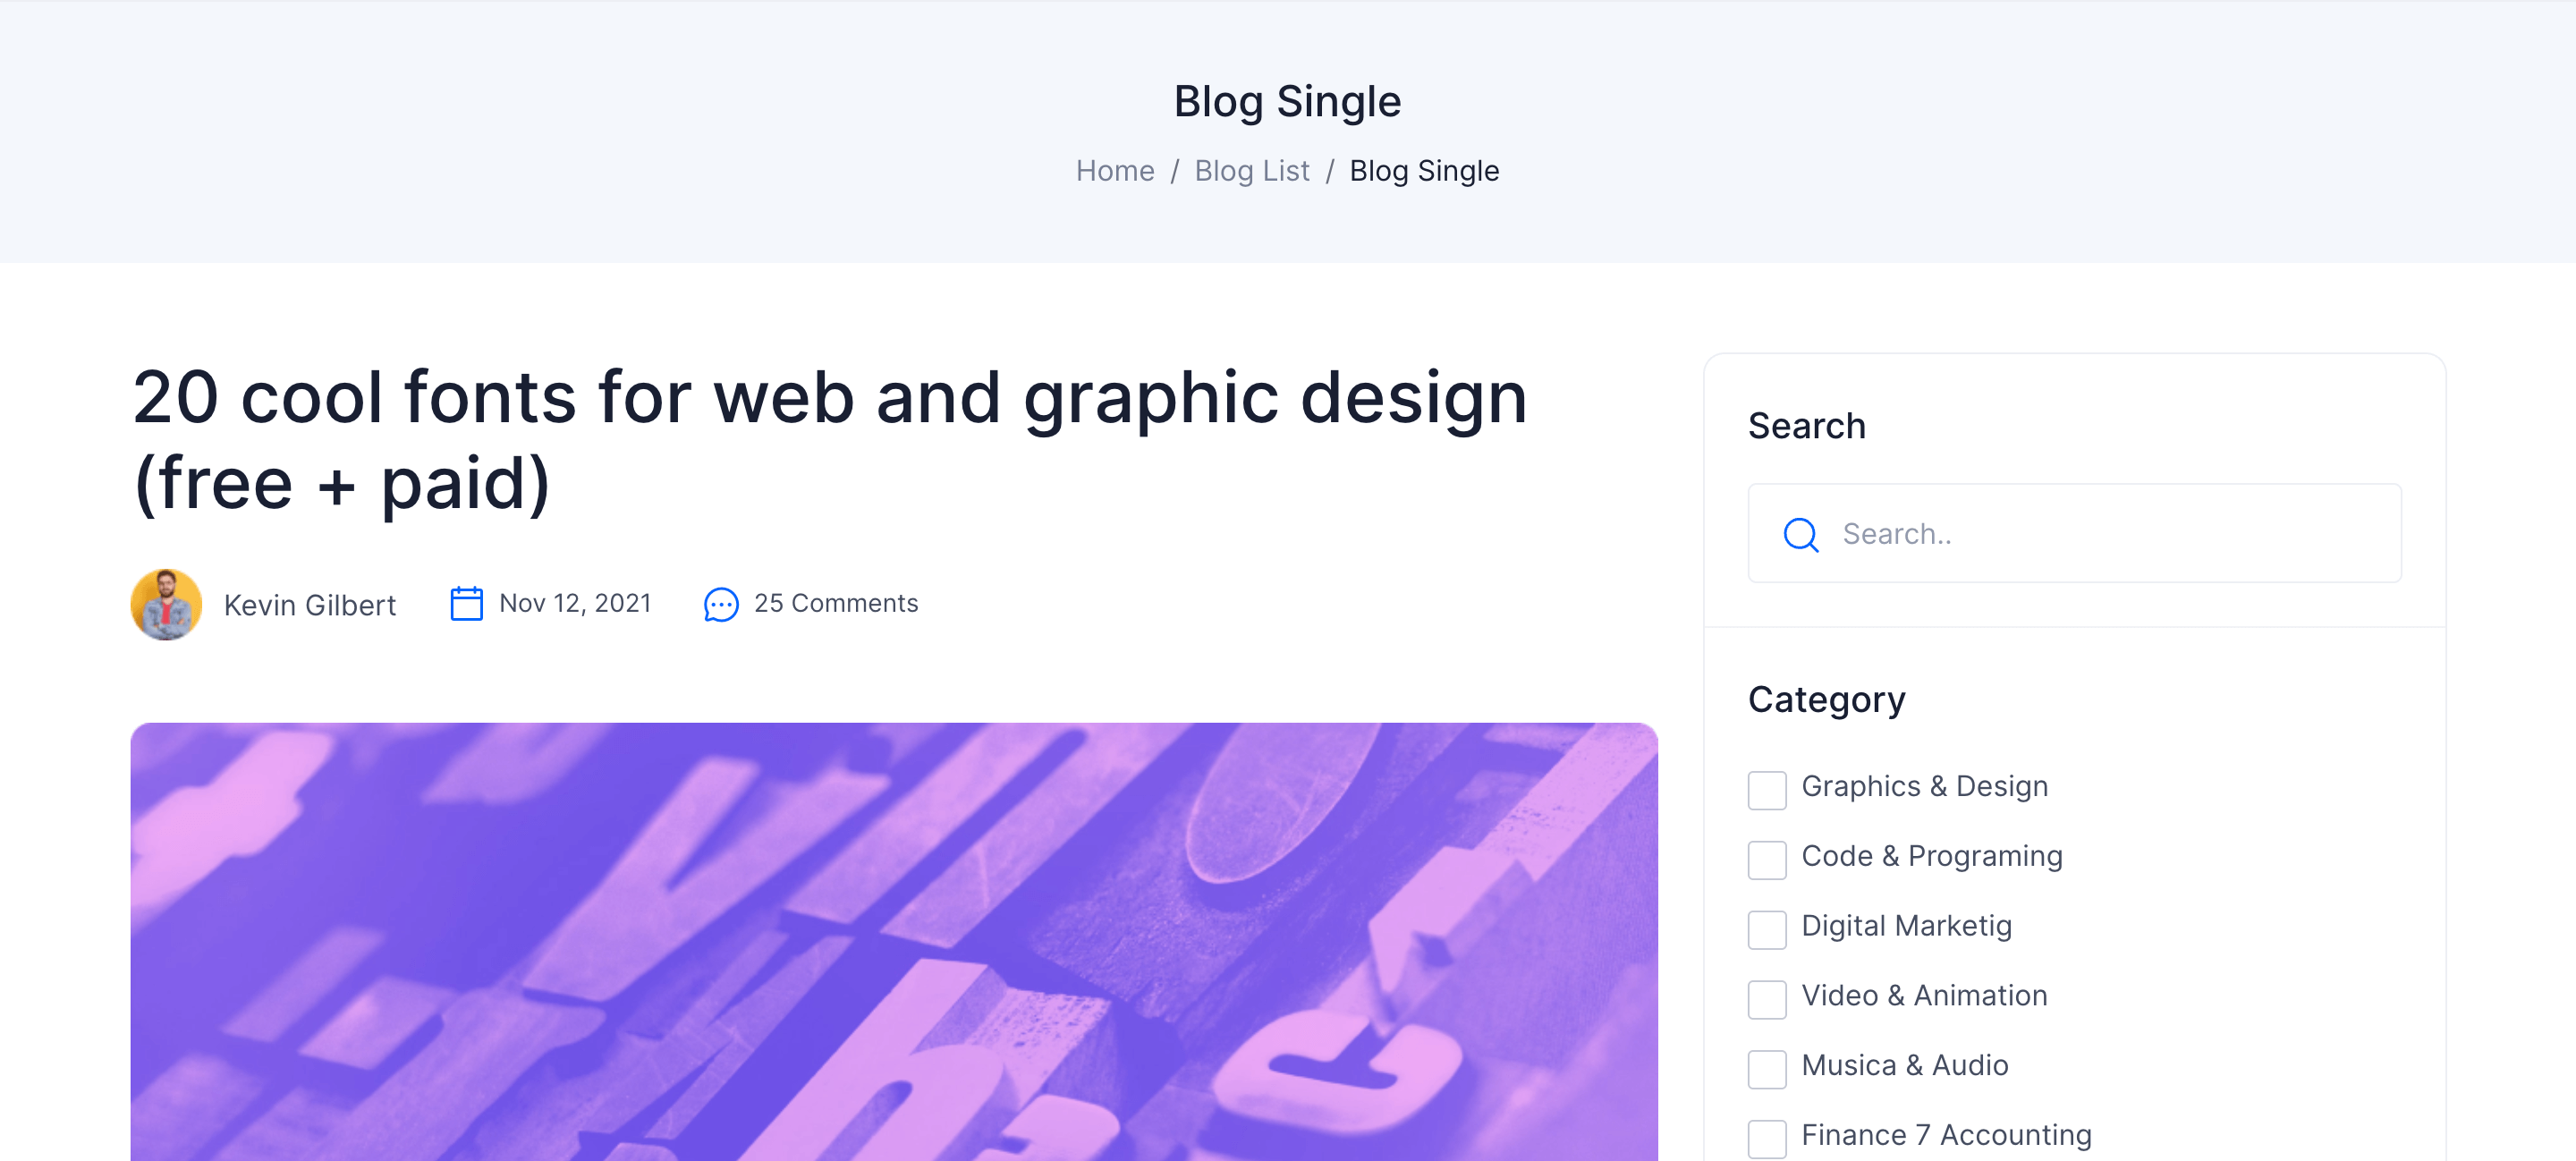 Blog Single
Home / Blog List / Blog Single
20 cool fonts for web and graphic design
(free + paid)
Kevin Gilbert
Nov 12, 2021
25 Comments
Search
Search..
Category
Graphics & Design
Code & Programing
Digital Marketig
Video & Animation
Musica & Audio
Finance 7 Accounting